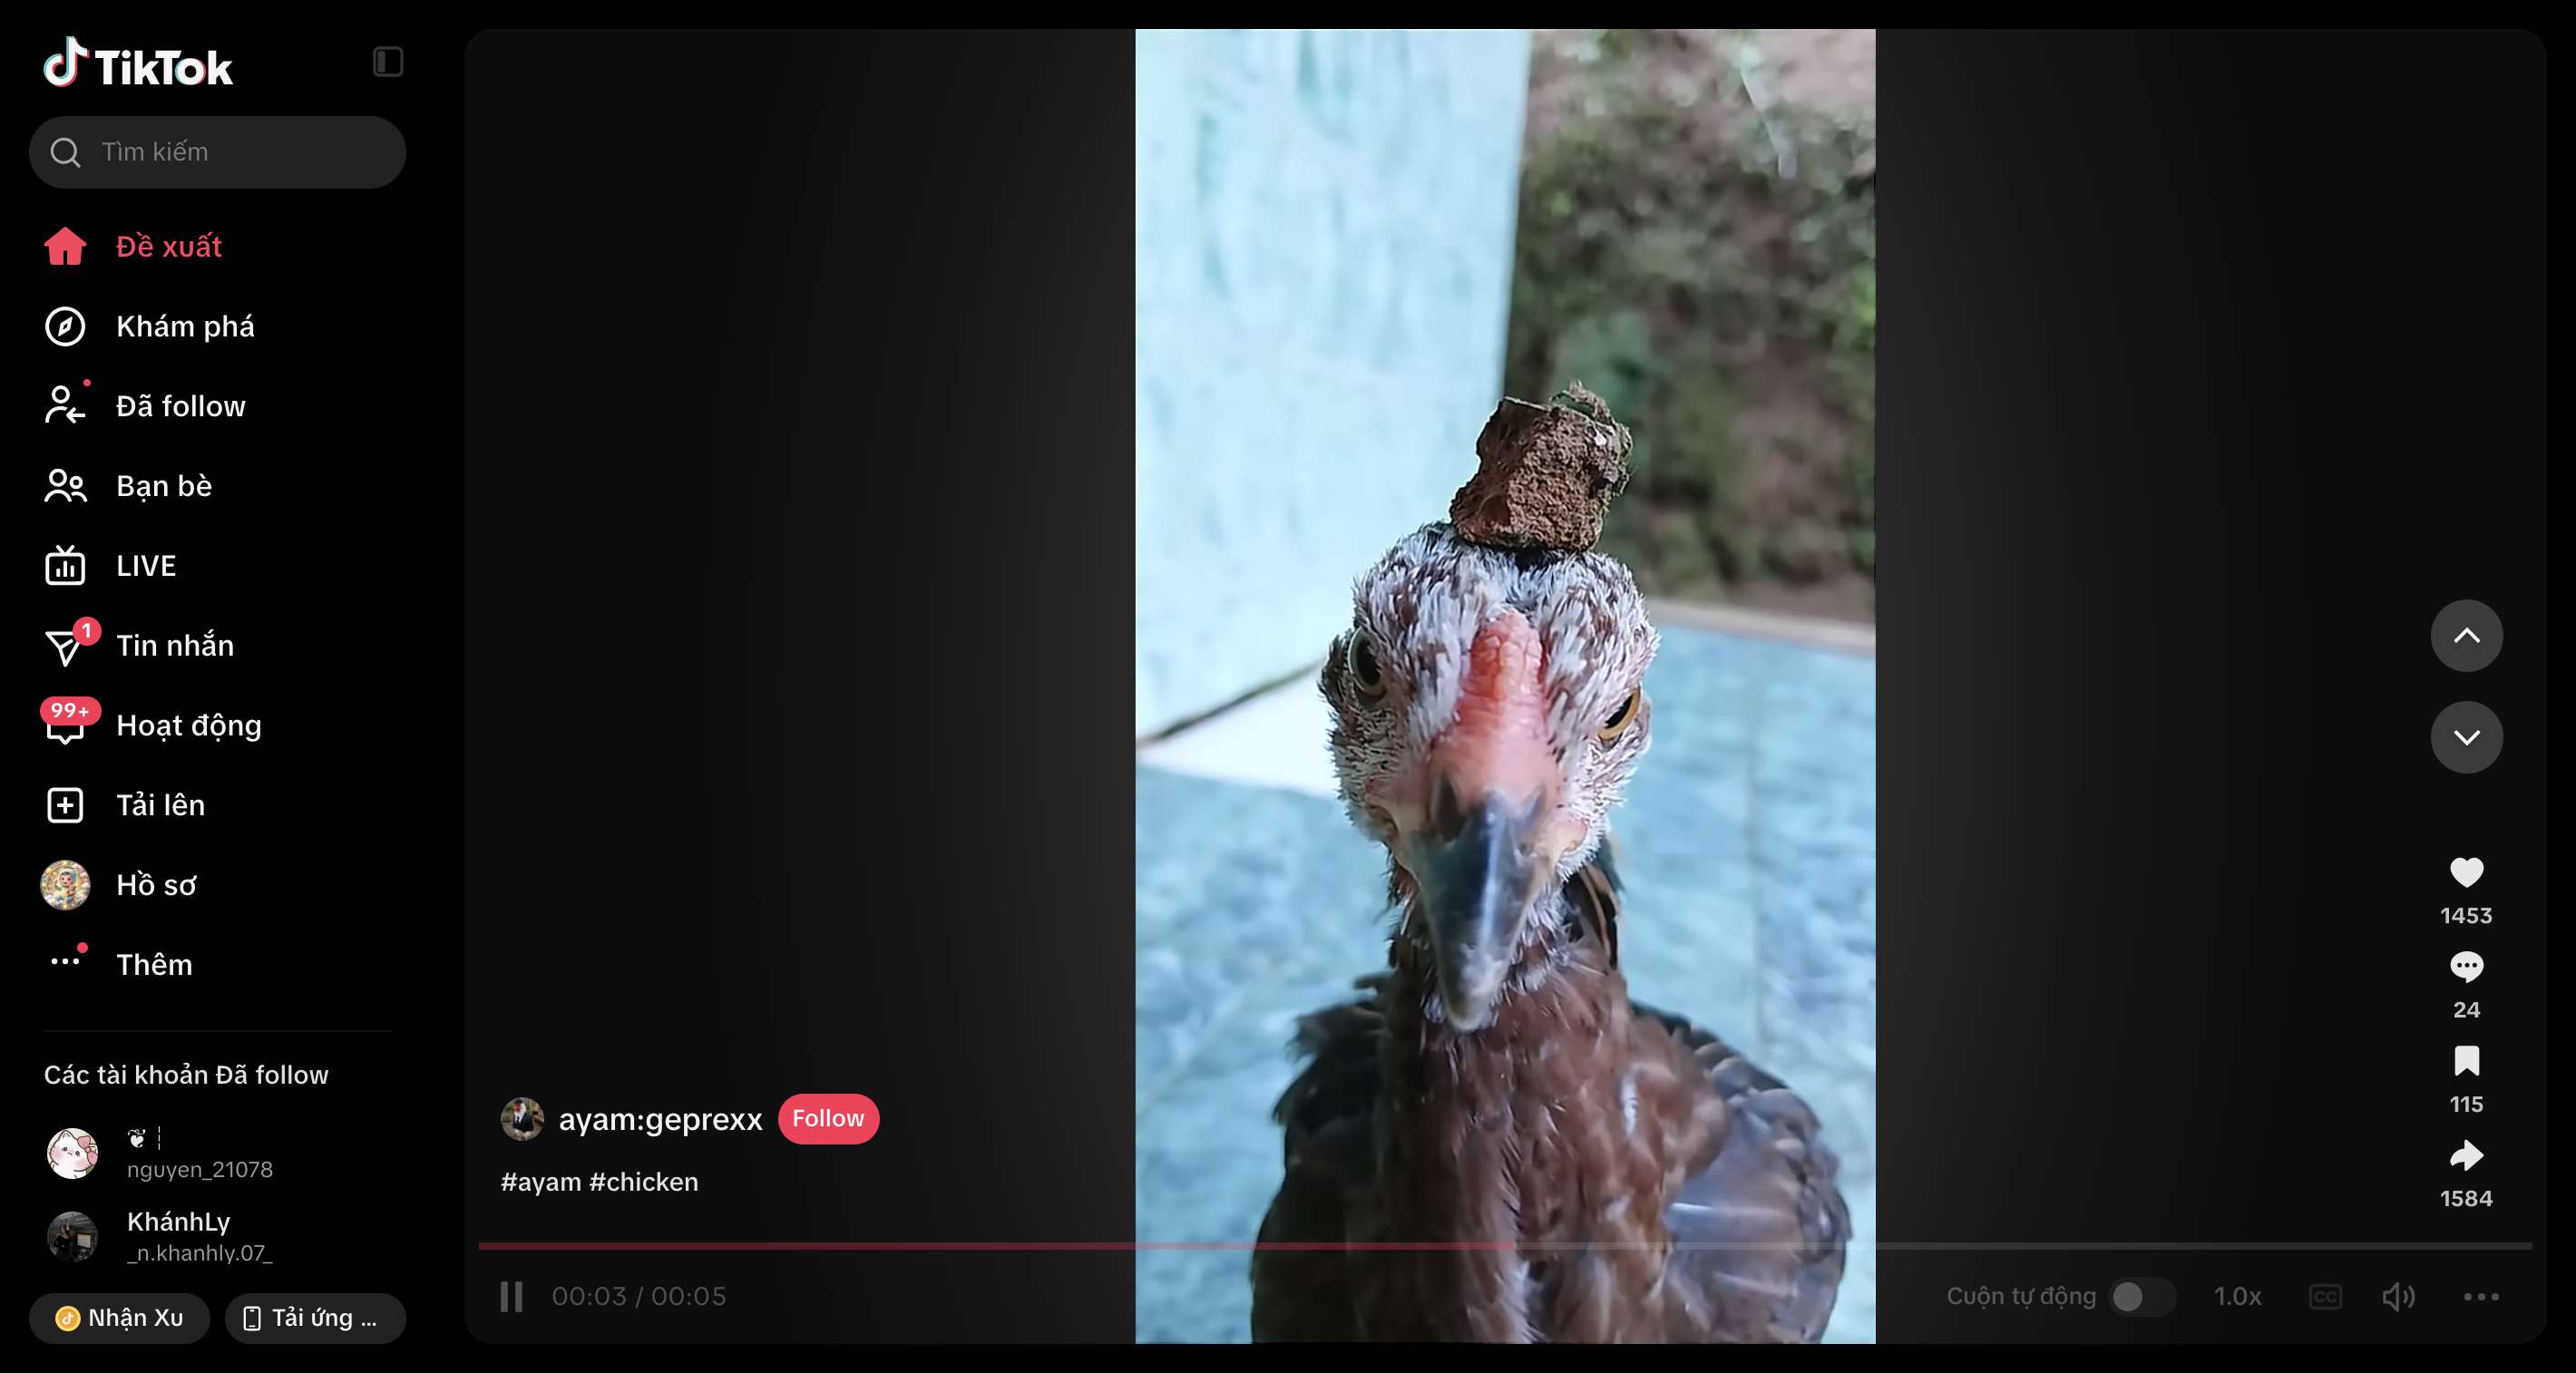 TikTok
Tìm kiếm
Đề xuất
Khám phá
Đã follow
Bạn bè
LIVE
1
Tin nhắn
99+
Hoạt động
Tải lên
Hồ sơ
Thêm
Các tài khoản Đã follow
nguyen_21078
KhánhLy
_n.khanhly.07_
Nhận Xu
Tải ứng ...
ayam:geprexx
Follow
#ayam #chicken
00:03 / 00:05
1453
24
115
1584
Cuộn tự động
1.0x
CC